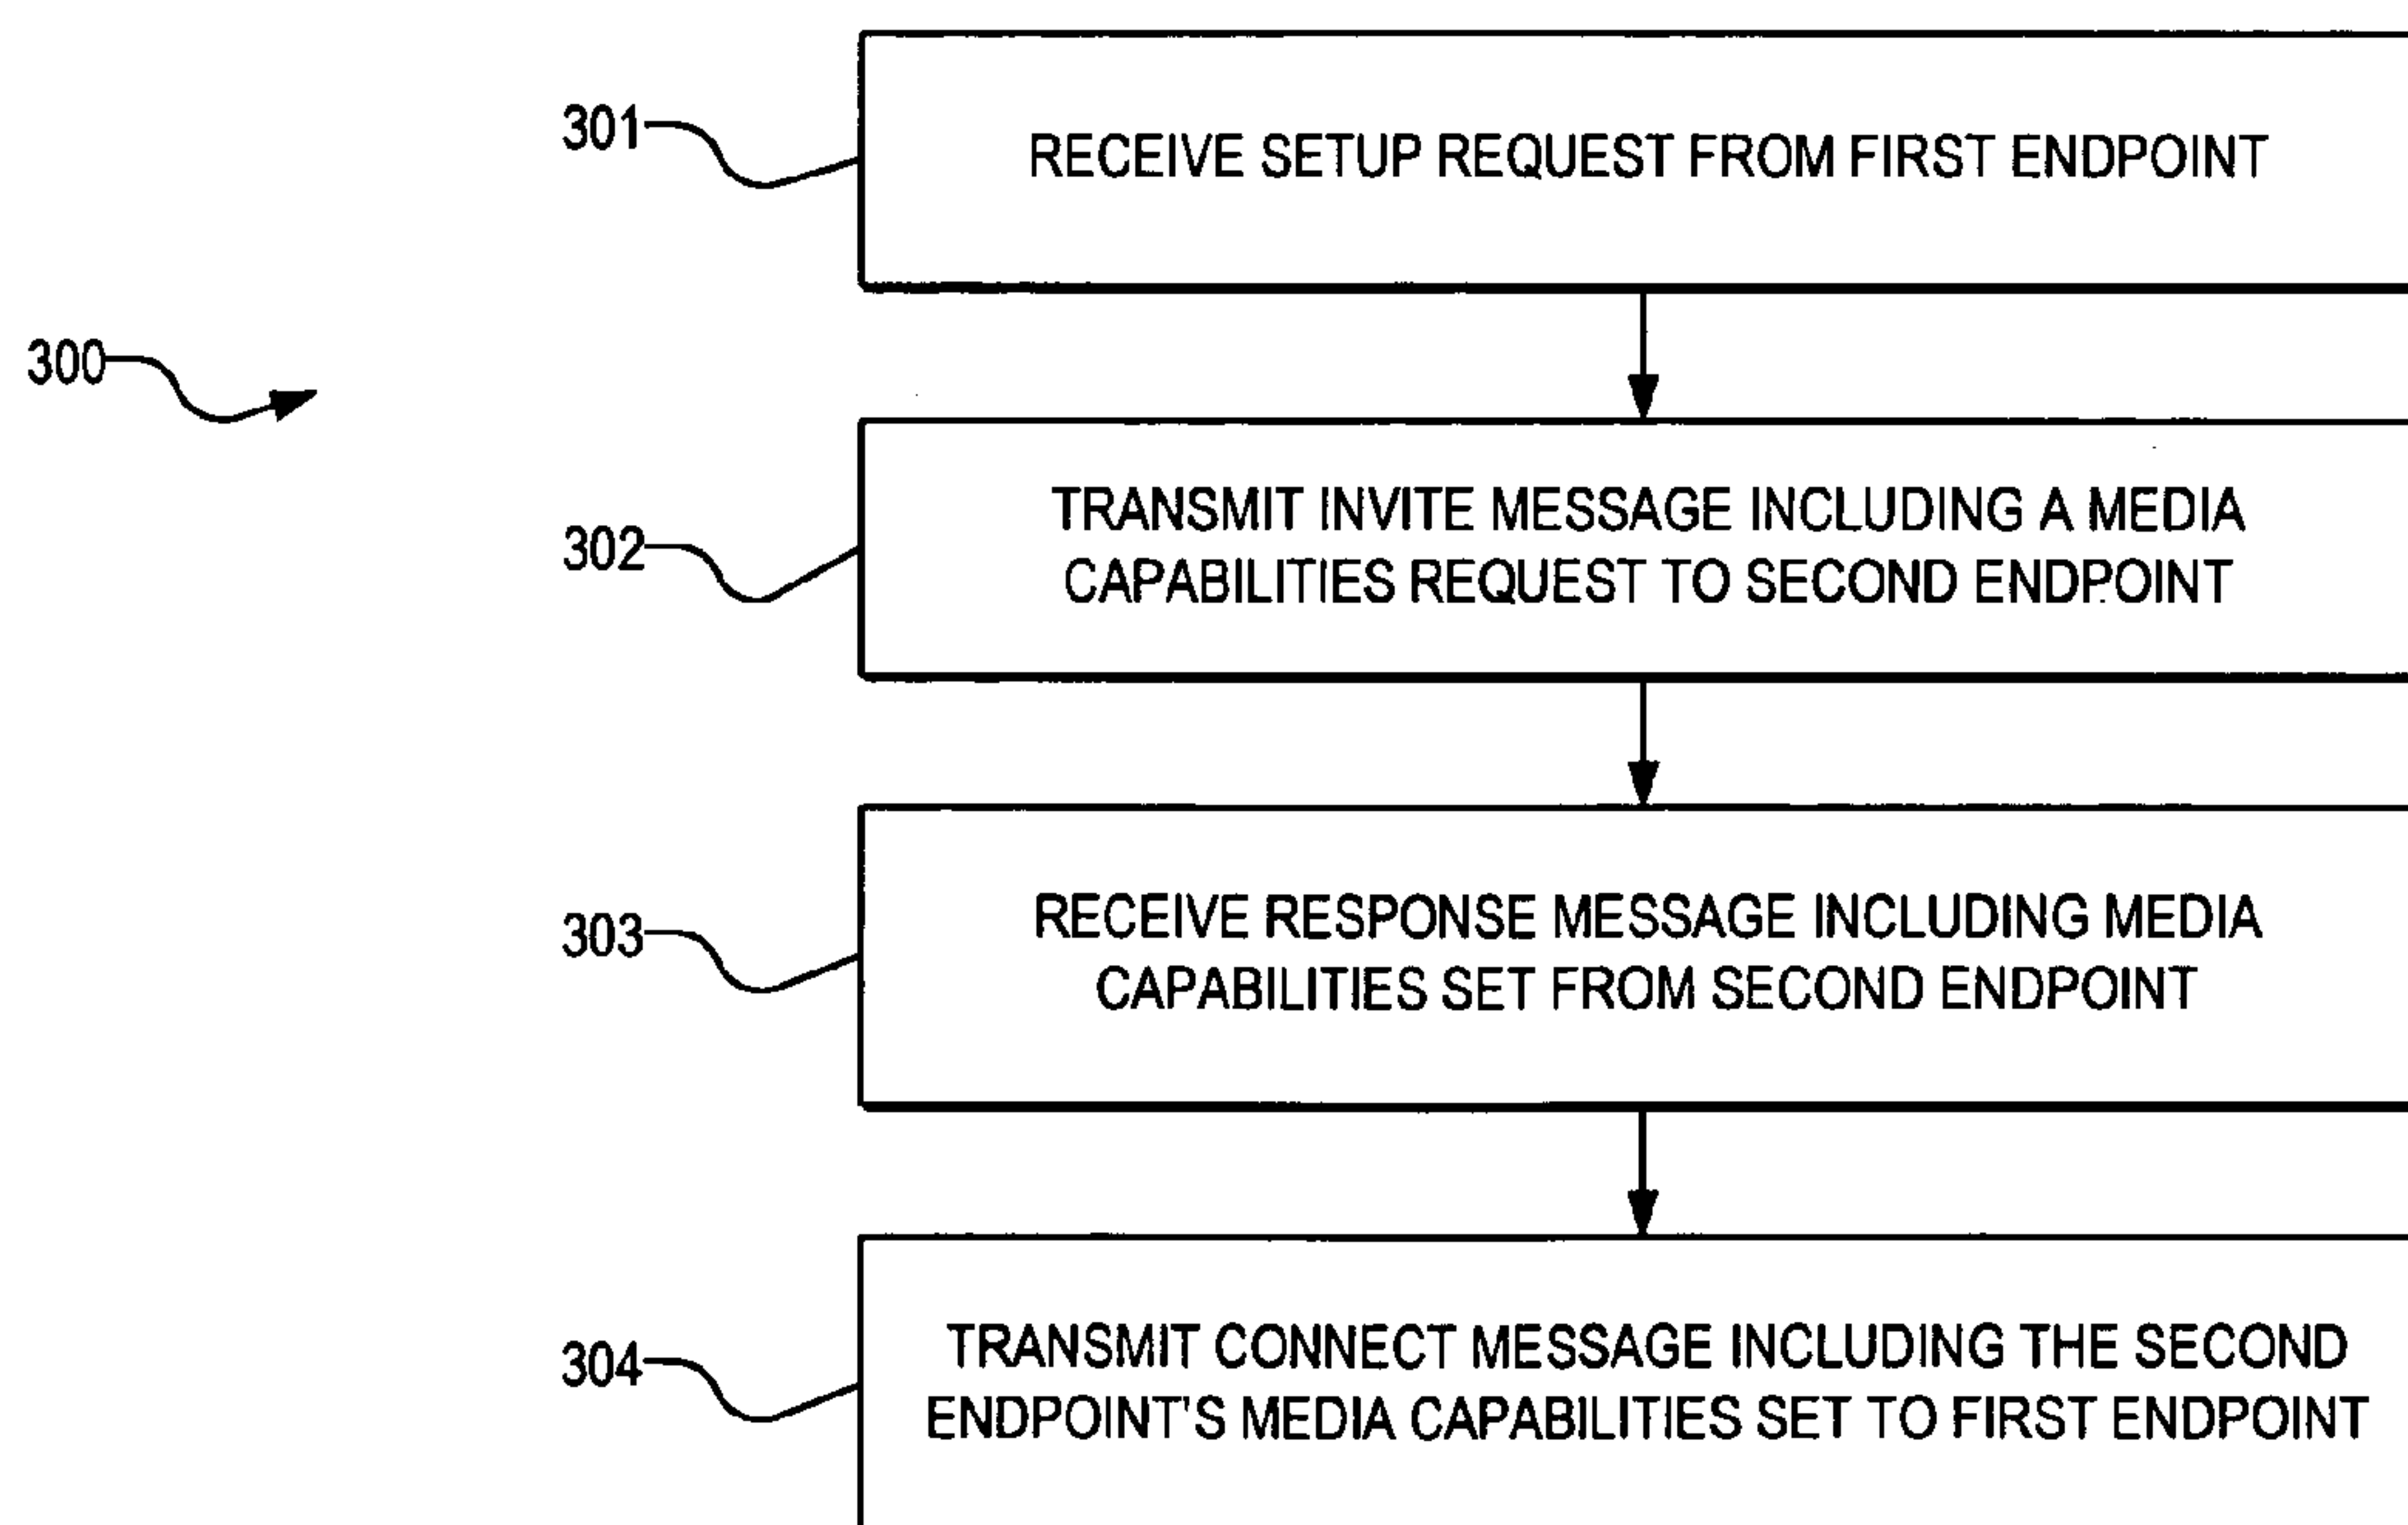 301
RECEIVE SETUP REQUEST FROM FIRST ENDPOINT
300
302
TRANSMIT INVITE MESSAGE INCLUDING A MEDIA
CAPABILITIES REQUEST TO SECOND ENDPOINT
303
RECEIVE RESPONSE MESSAGE INCLUDING MEDIA
CAPABILITIES SET FROM SECOND ENDPOINT
304
TRANSMIT CONNECT MESSAGE INCLUDING THE SECOND
ENDPOINT'S MEDIA CAPABILITIES SET TO FIRST ENDPOINT